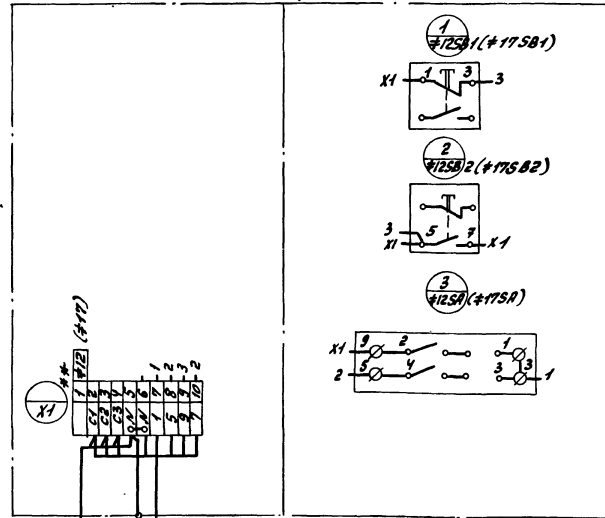 1
#12SB1(#17SB1)
X1 1 3 3
2
#12SB2(#17SB2)
3 5 7
X1 X1
3
#12SA(#17SA)
X1 9 2 1
2 5 4 3 3 1
** #12 (#17)
X1
1 2 3 4 5 6 7 8 9 10
C1 C2 C3 N N 1 5 9 7
- - 1 - 2 - 3 - 2